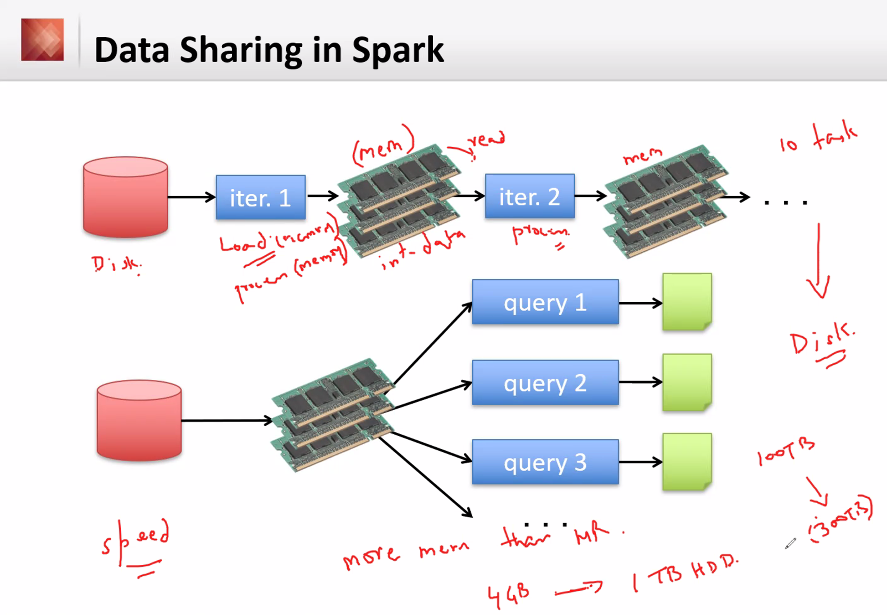 Data Sharing in Spark
(mem)
read
mem
10 task
iter. 1
iter. 2
. . .
Load (memory)
process (memory)
int-data
process
Disk.
query 1
query 2
query 3
. . .
Disk.
100TB
(300TB)
speed
more mem than MR.
4GB → 1 TB HDD.